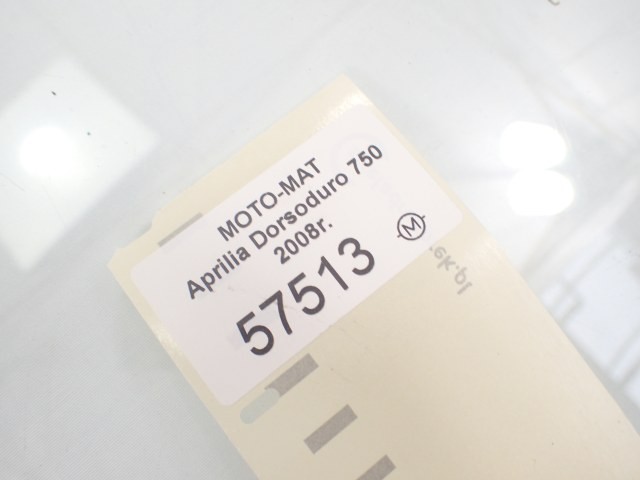 MOTO-MAT
Aprilia Dorsoduro 750
2008r.
57513
M